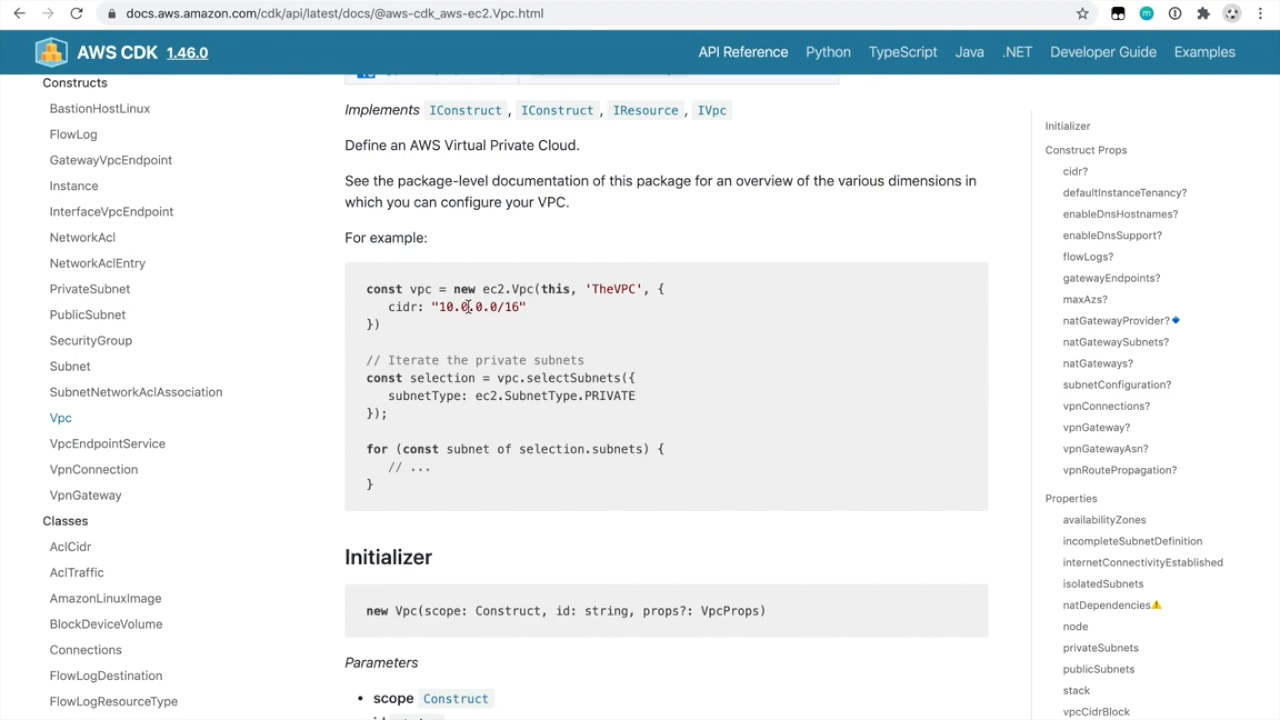 docs.aws.amazon.com/cdk/api/latest/docs/@aws-cdk_aws-ec2.Vpc.html
AWS CDK 1.46.0
API Reference Python TypeScript Java .NET Developer Guide Examples
Constructs
BastionHostLinux
FlowLog
GatewayVpcEndpoint
Instance
InterfaceVpcEndpoint
NetworkAcl
NetworkAclEntry
PrivateSubnet
PublicSubnet
SecurityGroup
Subnet
SubnetNetworkAclAssociation
Vpc
VpcEndpointService
VpnConnection
VpnGateway
Classes
AclCidr
AclTraffic
AmazonLinuxImage
BlockDeviceVolume
Connections
FlowLogDestination
FlowLogResourceType
Implements IConstruct , IConstruct , IResource , IVpc
Define an AWS Virtual Private Cloud.
See the package-level documentation of this package for an overview of the various dimensions in
which you can configure your VPC.
For example:
const vpc = new ec2.Vpc(this, 'TheVPC', {
cidr: "10.0.0.0/16"
})
// Iterate the private subnets
const selection = vpc.selectSubnets({
subnetType: ec2.SubnetType.PRIVATE
});
for (const subnet of selection.subnets) {
// ...
}
Initializer
new Vpc(scope: Construct, id: string, props?: VpcProps)
Parameters
• scope Construct
Initializer
Construct Props
cidr?
defaultInstanceTenancy?
enableDnsHostnames?
enableDnsSupport?
flowLogs?
gatewayEndpoints?
maxAzs?
natGatewayProvider?
natGatewaySubnets?
natGateways?
subnetConfiguration?
vpnConnections?
vpnGateway?
vpnGatewayAsn?
vpnRoutePropagation?
Properties
availabilityZones
incompleteSubnetDefinition
internetConnectivityEstablished
isolatedSubnets
natDependencies
node
privateSubnets
publicSubnets
stack
vpcCidrBlock